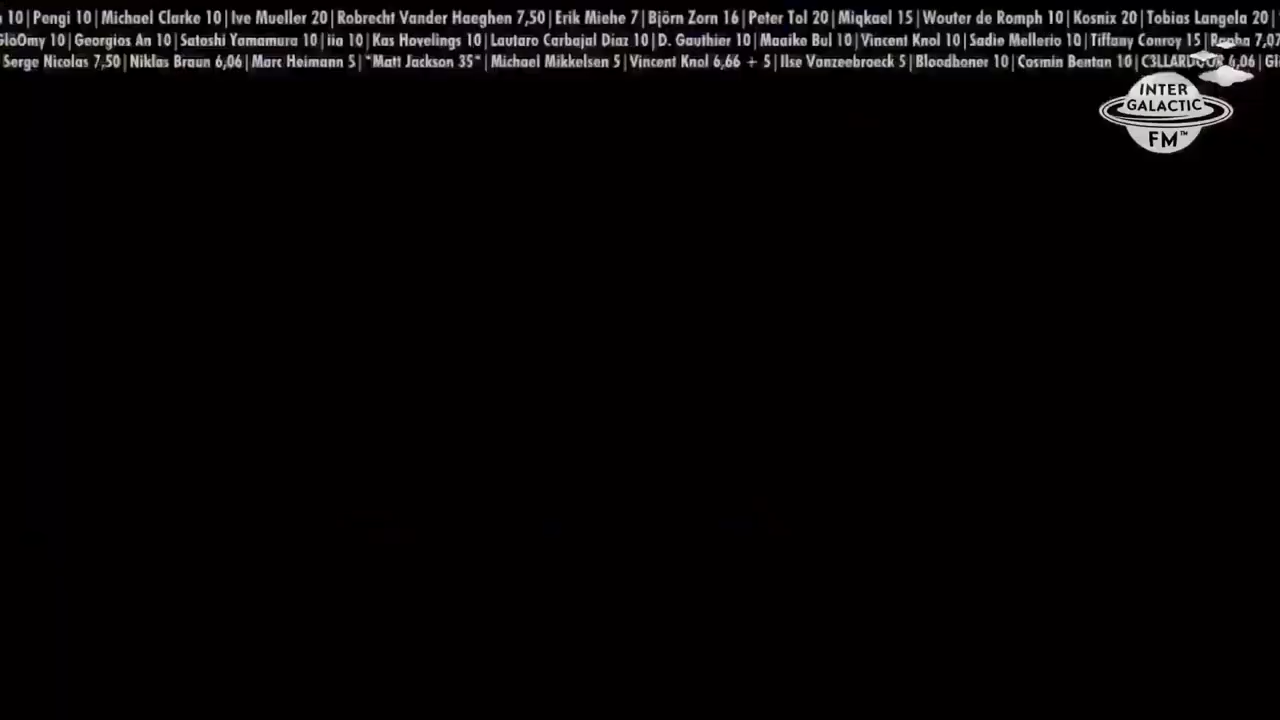 10 | Pengi 10 | Michael Clarke 10 | Ive Mueller 20 | Robrecht Vander Haeghen 7,50 | Erik Miehe 7 | Björn Zorn 16 | Peter Tol 20 | Miqkael 15 | Wouter de Romph 10 | Kosnix 20 | Tobias Langela 20 |
GlöOmy 10 | Georgios An 10 | Satoshi Yamamura 10 | iia 10 | Kas Hovelings 10 | Lautaro Carbajal Diaz 10 | D. Gauthier 10 | Maaike Bul 10 | Vincent Knol 10 | Sadie Mellerio 10 | Tiffany Conroy 15 | 7,07
Serge Nicolas 7,50 | Niklas Braun 6,06 | Marc Heimann 5 | *Matt Jackson 35* | Michael Mikkelsen 5 | Vincent Knol 6,66 + 5 | Ilse Vanzeebroeck 5 | Bloodboner 10 | Cosmin Bentan 10 | 6,06 |
INTER
GALACTIC
FM™